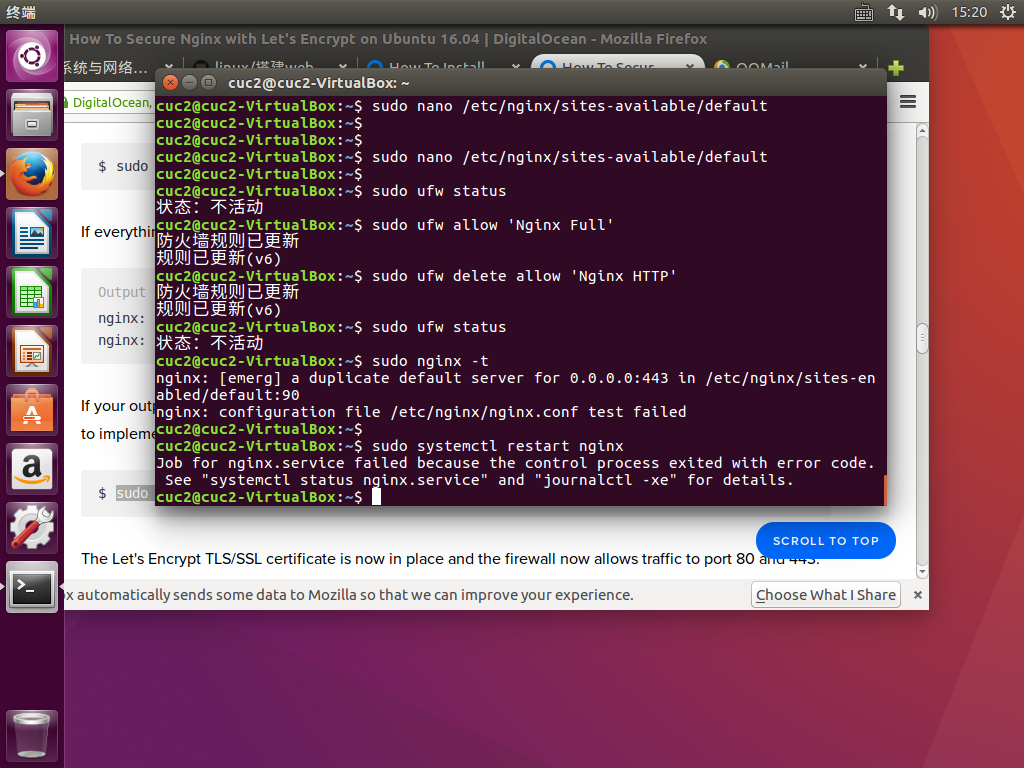 终端
15:20
How To Secure Nginx with Let's Encrypt on Ubuntu 16.04 | DigitalOcean - Mozilla Firefox
系统与网络...
linux/搭建web
How To Install
How To Secur
QQMail
DigitalOcean,
cuc2@cuc2-VirtualBox: ~
cuc2@cuc2-VirtualBox:~$ sudo nano /etc/nginx/sites-available/default
cuc2@cuc2-VirtualBox:~$
cuc2@cuc2-VirtualBox:~$
cuc2@cuc2-VirtualBox:~$ sudo nano /etc/nginx/sites-available/default
cuc2@cuc2-VirtualBox:~$
cuc2@cuc2-VirtualBox:~$ sudo ufw status
状态：不活动
cuc2@cuc2-VirtualBox:~$ sudo ufw allow 'Nginx Full'
防火墙规则已更新
规则已更新(v6)
cuc2@cuc2-VirtualBox:~$ sudo ufw delete allow 'Nginx HTTP'
防火墙规则已更新
规则已更新(v6)
cuc2@cuc2-VirtualBox:~$ sudo ufw status
状态：不活动
cuc2@cuc2-VirtualBox:~$ sudo nginx -t
nginx: [emerg] a duplicate default server for 0.0.0.0:443 in /etc/nginx/sites-en
abled/default:90
nginx: configuration file /etc/nginx/nginx.conf test failed
cuc2@cuc2-VirtualBox:~$
cuc2@cuc2-VirtualBox:~$ sudo systemctl restart nginx
Job for nginx.service failed because the control process exited with error code.
See "systemctl status nginx.service" and "journalctl -xe" for details.
cuc2@cuc2-VirtualBox:~$
$ sudo
If everythin
Output
nginx:
nginx:
If your outp
to impleme
$ sudo
SCROLL TO TOP
The Let's Encrypt TLS/SSL certificate is now in place and the firewall now allows traffic to port 80 and 443.
x automatically sends some data to Mozilla so that we can improve your experience.
Choose What I Share